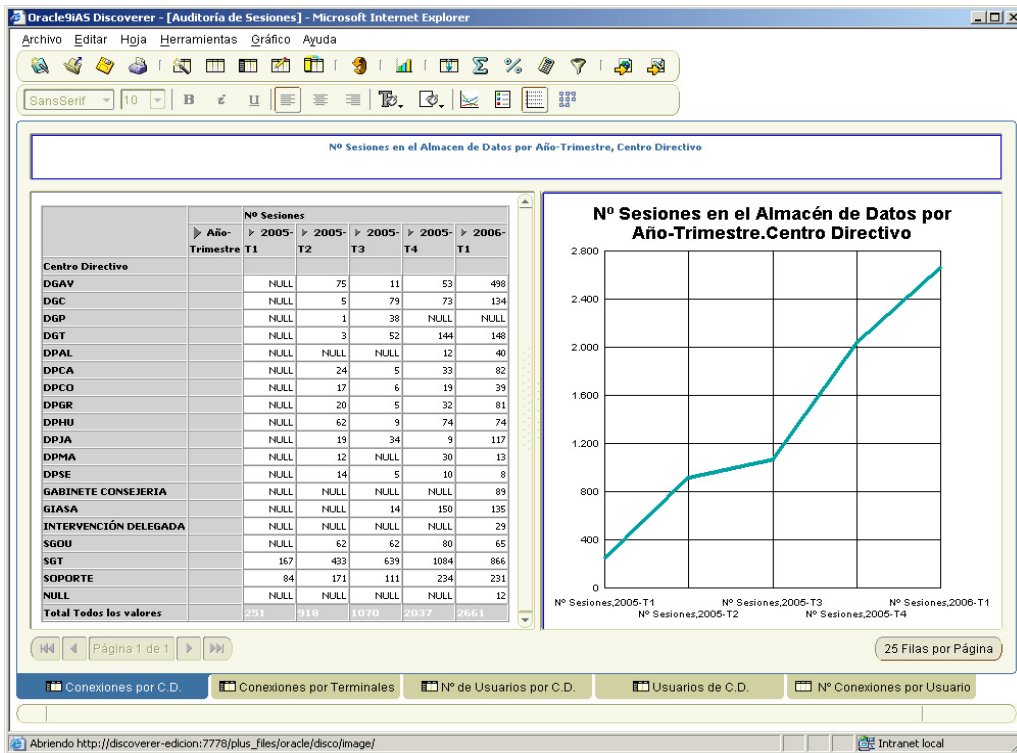 Oracle9iAS Discoverer - [Auditoría de Sesiones] - Microsoft Internet Explorer
Archivo Editar Hoja Herramientas Gráfico Ayuda
SansSerif 10 B i U
Nº Sesiones en el Almacen de Datos por Año-Trimestre, Centro Directivo
Nº Sesiones
Año-Trimestre 2005-T1 2005-T2 2005-T3 2005-T4 2006-T1
Centro Directivo
DGAV NULL 75 11 53 498
DGC NULL 5 79 73 134
DGP NULL 1 38 NULL NULL
DGT NULL 3 52 144 148
DPAL NULL NULL NULL 12 40
DPCA NULL 24 5 33 82
DPCO NULL 17 6 19 39
DPGR NULL 20 5 32 81
DPHU NULL 62 9 74 74
DPJA NULL 19 34 9 117
DPMA NULL 12 NULL 30 13
DPSE NULL 14 5 10 8
GABINETE CONSEJERIA NULL NULL NULL NULL 89
GIASA NULL NULL 14 150 135
INTERVENCIÓN DELEGADA NULL NULL NULL NULL 29
SGOU NULL 62 62 80 65
SGT 167 433 639 1084 866
SOPORTE 84 171 111 234 231
NULL NULL NULL NULL NULL 12
Total Todos los valores 251 918 1070 2037 2661
Nº Sesiones en el Almacén de Datos por
Año-Trimestre.Centro Directivo
2.800
2.400
2.000
1.600
1.200
800
400
0
Nº Sesiones,2005-T1 Nº Sesiones,2005-T3 Nº Sesiones,2006-T1
Nº Sesiones,2005-T2 Nº Sesiones,2005-T4
Página 1 de 1
25 Filas por Página
Conexiones por C.D. Conexiones por Terminales Nº de Usuarios por C.D. Usuarios de C.D. Nº Conexiones por Usuario
Abriendo http://discoverer-edicion:7778/plus_files/oracle/disco/image/ Intranet local